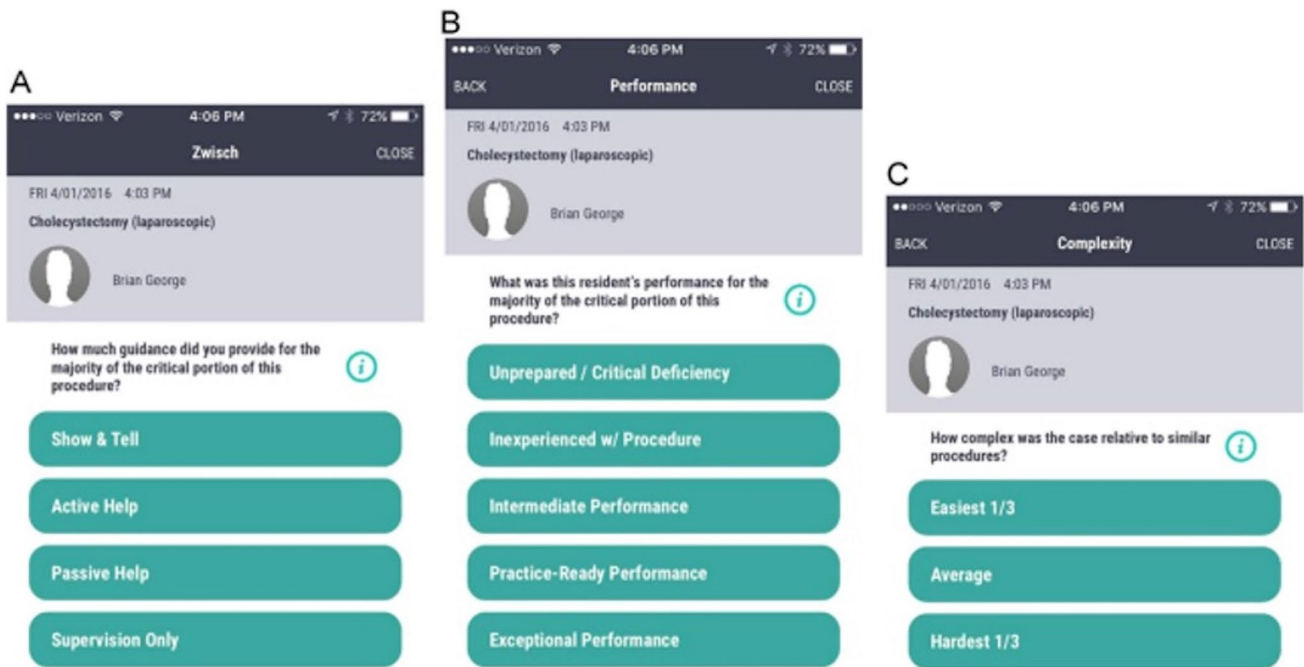 A
Verizon 4:06 PM 72%
Zwisch CLOSE
FRI 4/01/2016 4:03 PM
Cholecystectomy (laparoscopic)
Brian George
How much guidance did you provide for the
majority of the critical portion of this
procedure?
i
Show & Tell
Active Help
Passive Help
Supervision Only
B
Verizon 4:06 PM 72%
BACK Performance CLOSE
FRI 4/01/2016 4:03 PM
Cholecystectomy (laparoscopic)
Brian George
What was this resident's performance for the
majority of the critical portion of this
procedure?
i
Unprepared / Critical Deficiency
Inexperienced w/ Procedure
Intermediate Performance
Practice-Ready Performance
Exceptional Performance
C
Verizon 4:06 PM 72%
BACK Complexity CLOSE
FRI 4/01/2016 4:03 PM
Cholecystectomy (laparoscopic)
Brian George
How complex was the case relative to similar
procedures?
i
Easiest 1/3
Average
Hardest 1/3